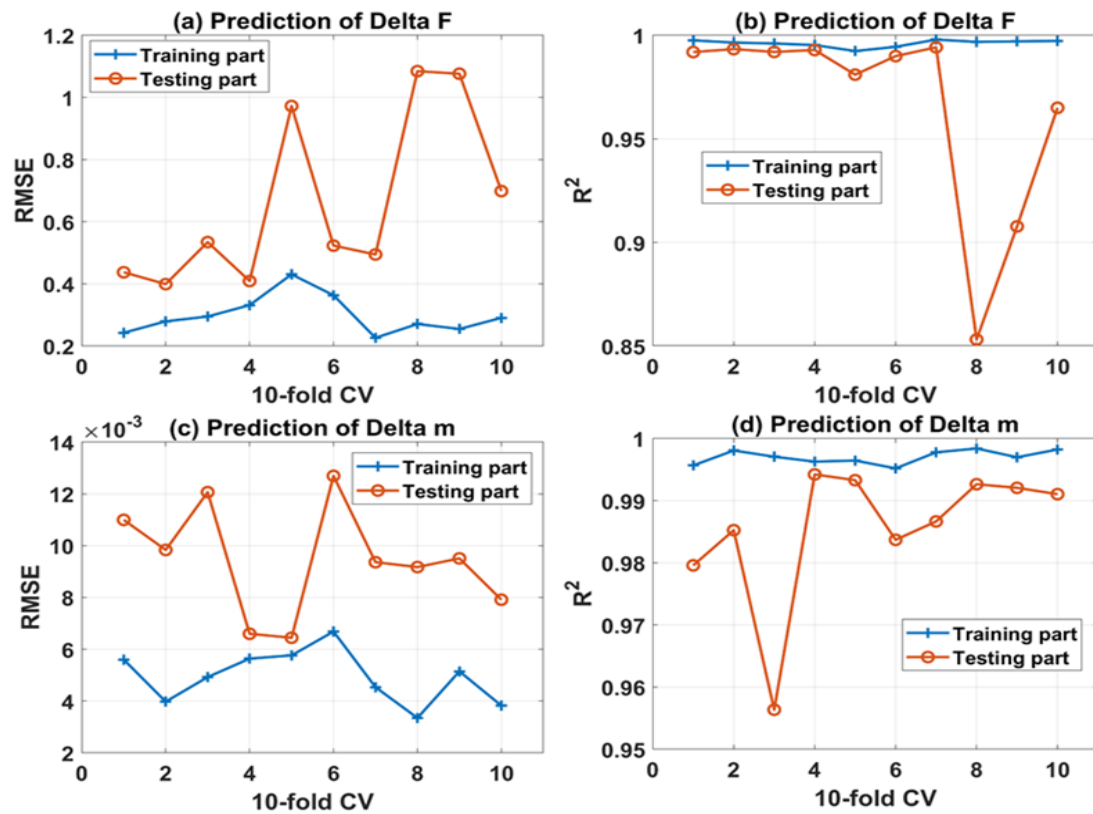 (a) Prediction of Delta F
1.2
1
0.8
0.6
0.4
0.2
RMSE
Training part
Testing part
0 2 4 6 8 10
10-fold CV
(b) Prediction of Delta F
1
0.95
0.9
0.85
R²
Training part
Testing part
0 2 4 6 8 10
10-fold CV
×10⁻³ (c) Prediction of Delta m
14
12
10
8
6
4
2
RMSE
Training part
Testing part
0 2 4 6 8 10
10-fold CV
(d) Prediction of Delta m
1
0.99
0.98
0.97
0.96
0.95
R²
Training part
Testing part
0 2 4 6 8 10
10-fold CV